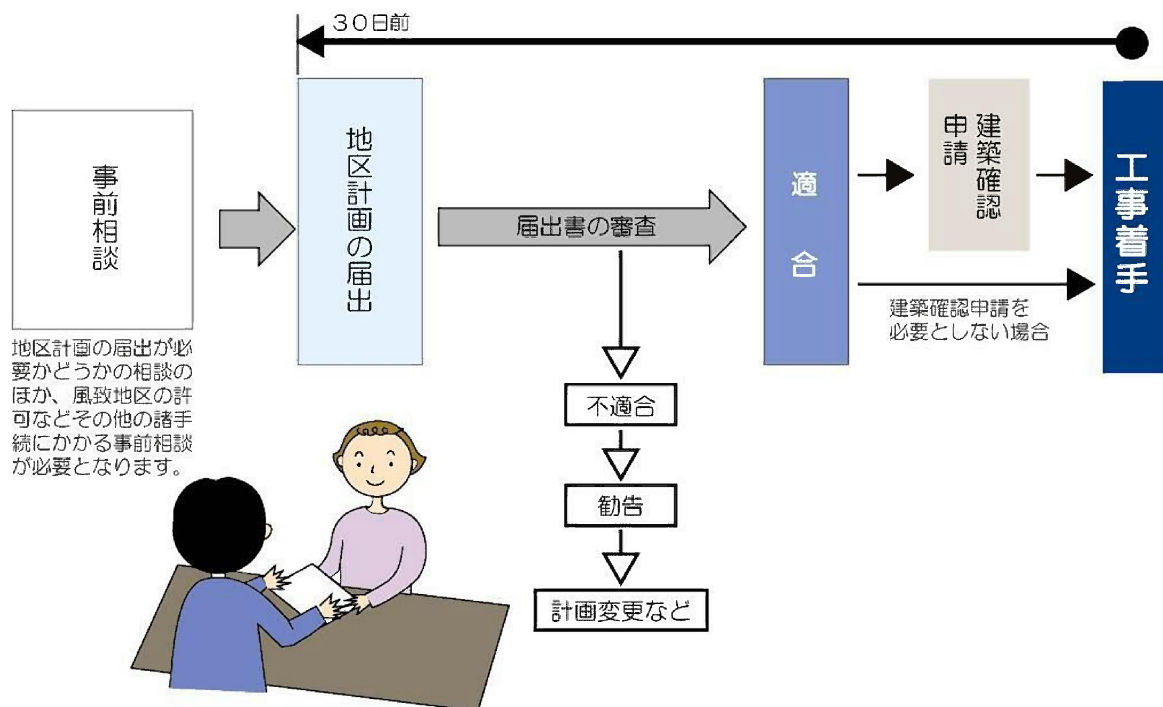 ３０日前
事前相談
地区計画の届出が必
要かどうかの相談の
ほか、風致地区の許
可などその他の諸手
続にかかる事前相談
が必要となります。
地区計画の届出
届出書の審査
不適合
勧告
計画変更など
適合
建築確認
申請
建築確認申請を
必要としない場合
工事着手